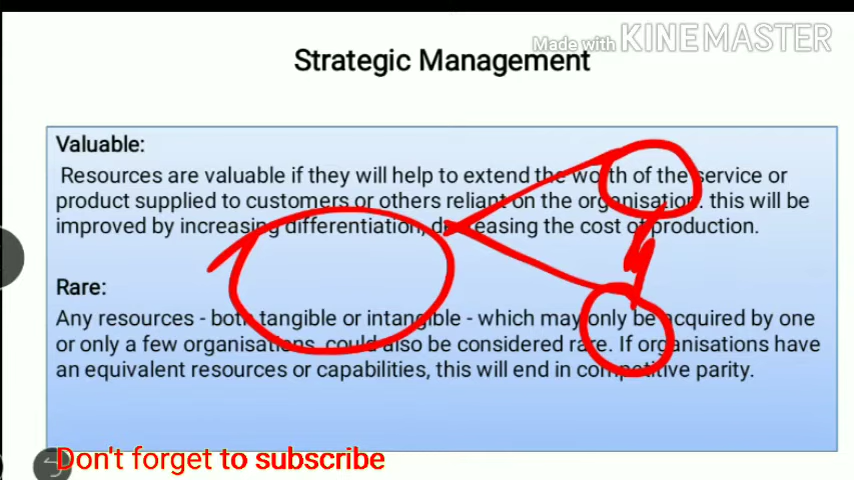 Made with KINEMASTER
Strategic Management
Valuable:
Resources are valuable if they will help to extend the worth of the service or
product supplied to customers or others reliant on the organisation. this will be
improved by increasing differentiation, decreasing the cost of production.
Rare:
Any resources - both tangible or intangible - which may only be acquired by one
or only a few organisations, could also be considered rare. If organisations have
an equivalent resources or capabilities, this will end in competitive parity.
Don't forget to subscribe